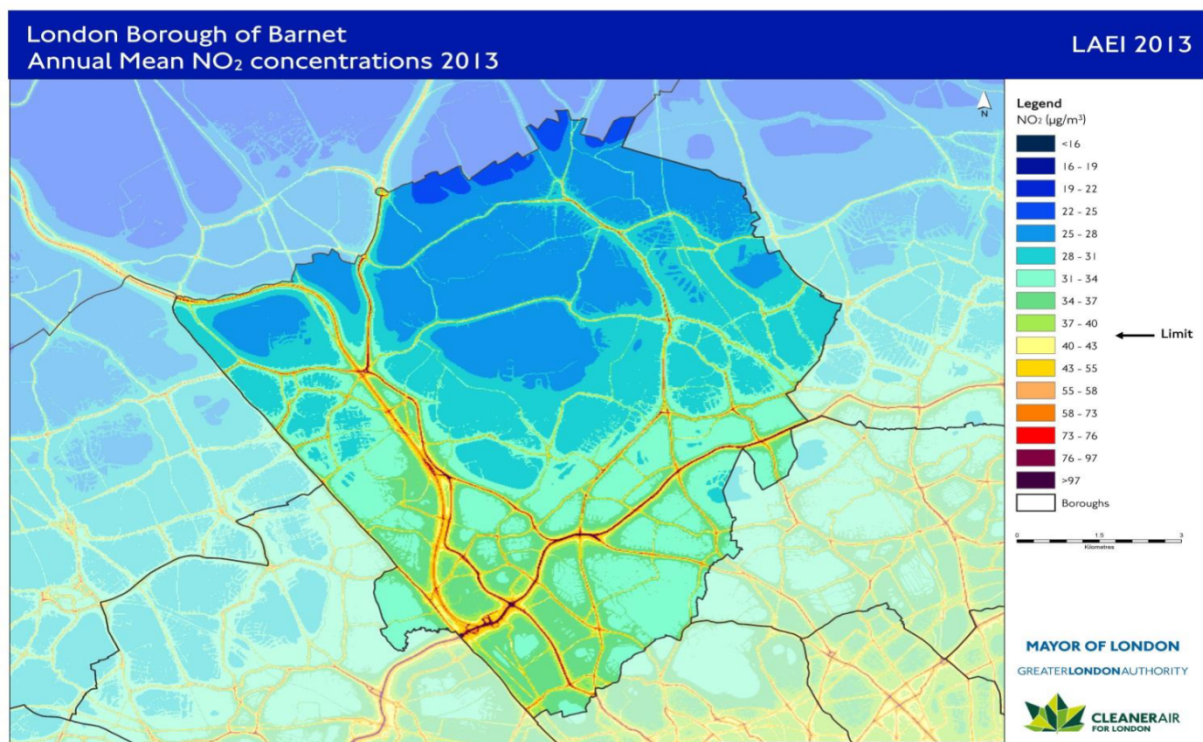 London Borough of Barnet
Annual Mean NO₂ concentrations 2013
LAEI 2013
N
Legend
NO₂ (µg/m³)
<16
16 - 19
19 - 22
22 - 25
25 - 28
28 - 31
31 - 34
34 - 37
37 - 40
Limit
40 - 43
43 - 55
55 - 58
58 - 73
73 - 76
76 - 97
>97
Boroughs
0 1.5 3
Kilometres
MAYOR OF LONDON
GREATERLONDONAUTHORITY
CLEANERAIR
FOR LONDON